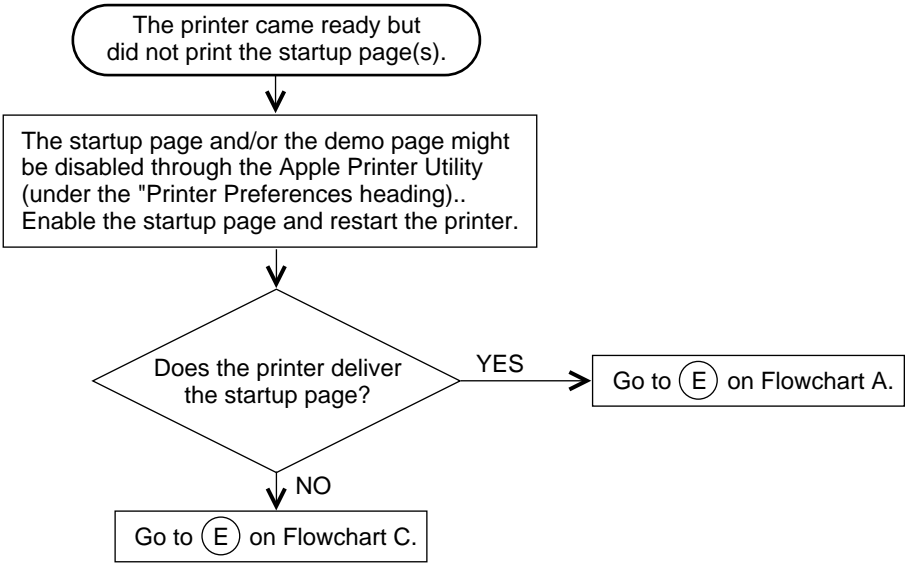 The printer came ready but
did not print the startup page(s).
The startup page and/or the demo page might
be disabled through the Apple Printer Utility
(under the "Printer Preferences heading)..
Enable the startup page and restart the printer.
Does the printer deliver
the startup page?
YES
Go to E on Flowchart A.
NO
Go to E on Flowchart C.